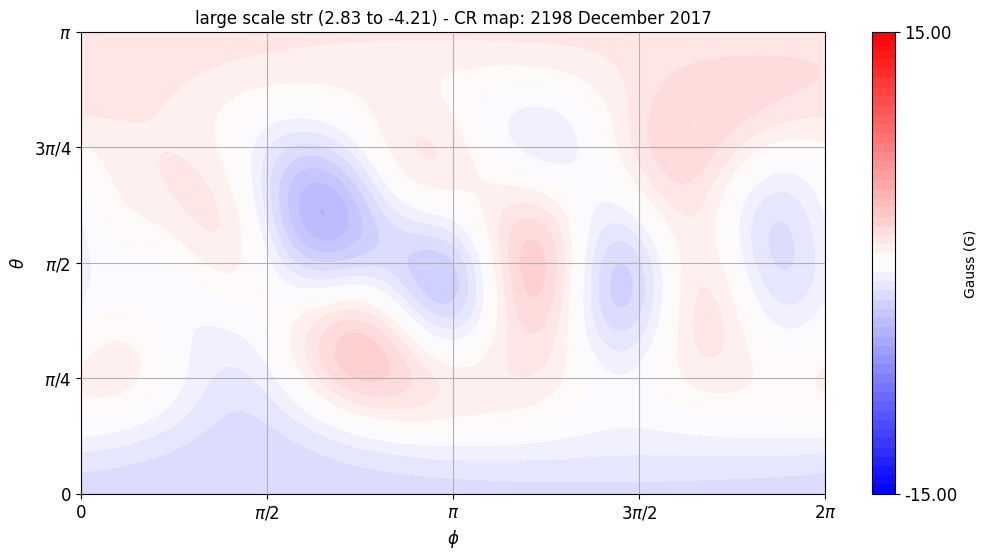 large scale str (2.83 to -4.21) - CR map: 2198 December 2017
π
3π/4
π/2
π/4
0
θ
0
π/2
π
3π/2
2π
ϕ
15.00
-15.00
Gauss (G)